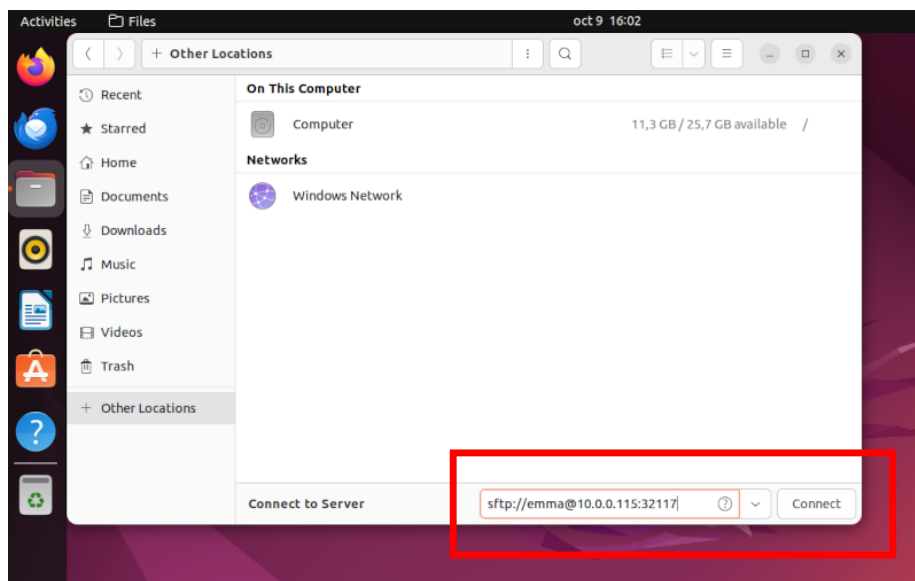 Activities Files oct 9 16:02
+ Other Locations
Recent
Starred
Home
Documents
Downloads
Music
Pictures
Videos
Trash
+ Other Locations
On This Computer
Computer 11,3 GB / 25,7 GB available /
Networks
Windows Network
Connect to Server sftp://emma@10.0.0.115:32117 ? Connect